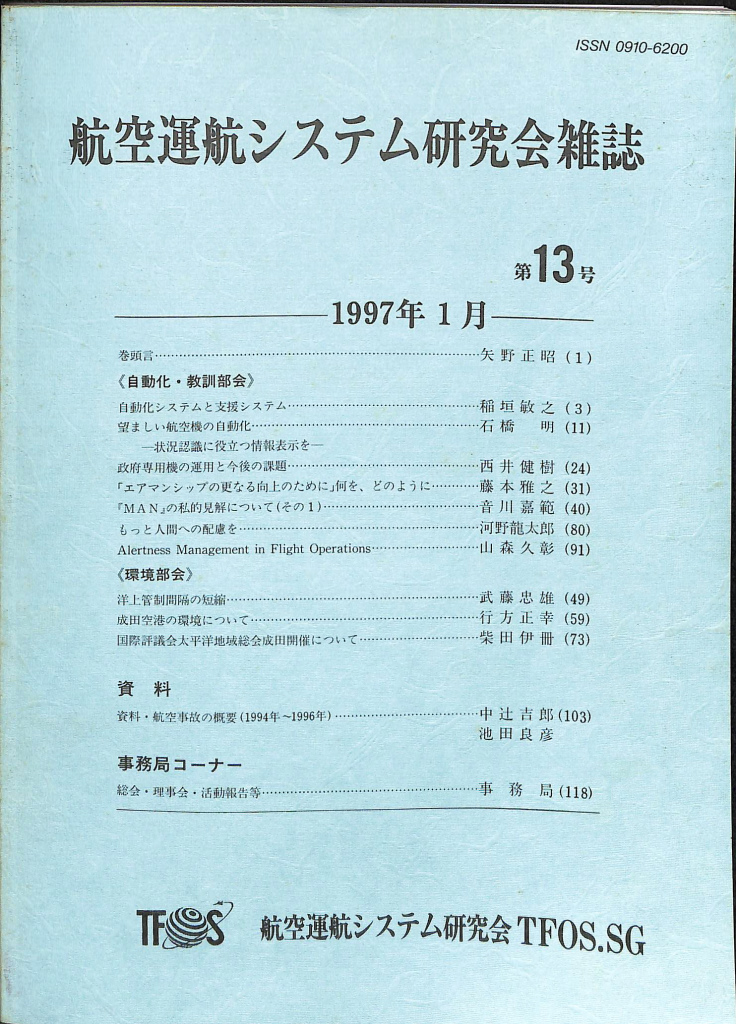 ISSN 0910-6200
航空運航システム研究会雑誌
第13号
1997年1月
巻頭言……矢野正昭(1)
《自動化・教訓部会》
自動化システムと支援システム……稲垣敏之(3)
望ましい航空機の自動化……石橋 明(11)
―状況認識に役立つ情報表示を―
政府専用機の運用と今後の課題……西井健樹(24)
「エアマンシップの更なる向上のために」何を、どのように……藤本雅之(31)
『MAN』の私的見解について(その1)……音川嘉範(40)
もっと人間への配慮を……河野龍太郎(80)
Alertness Management in Flight Operations……山森久彰(91)
《環境部会》
洋上管制間隔の短縮……武藤忠雄(49)
成田空港の環境について……行方正幸(59)
国際評議会太平洋地域総会成田開催について……柴田伊冊(73)
資 料
資料・航空事故の概要(1994年~1996年)……中辻吉郎(103)
池田良彦
事務局コーナー
総会・理事会・活動報告等……事務局(118)
TFOS 航空運航システム研究会 TFOS.SG